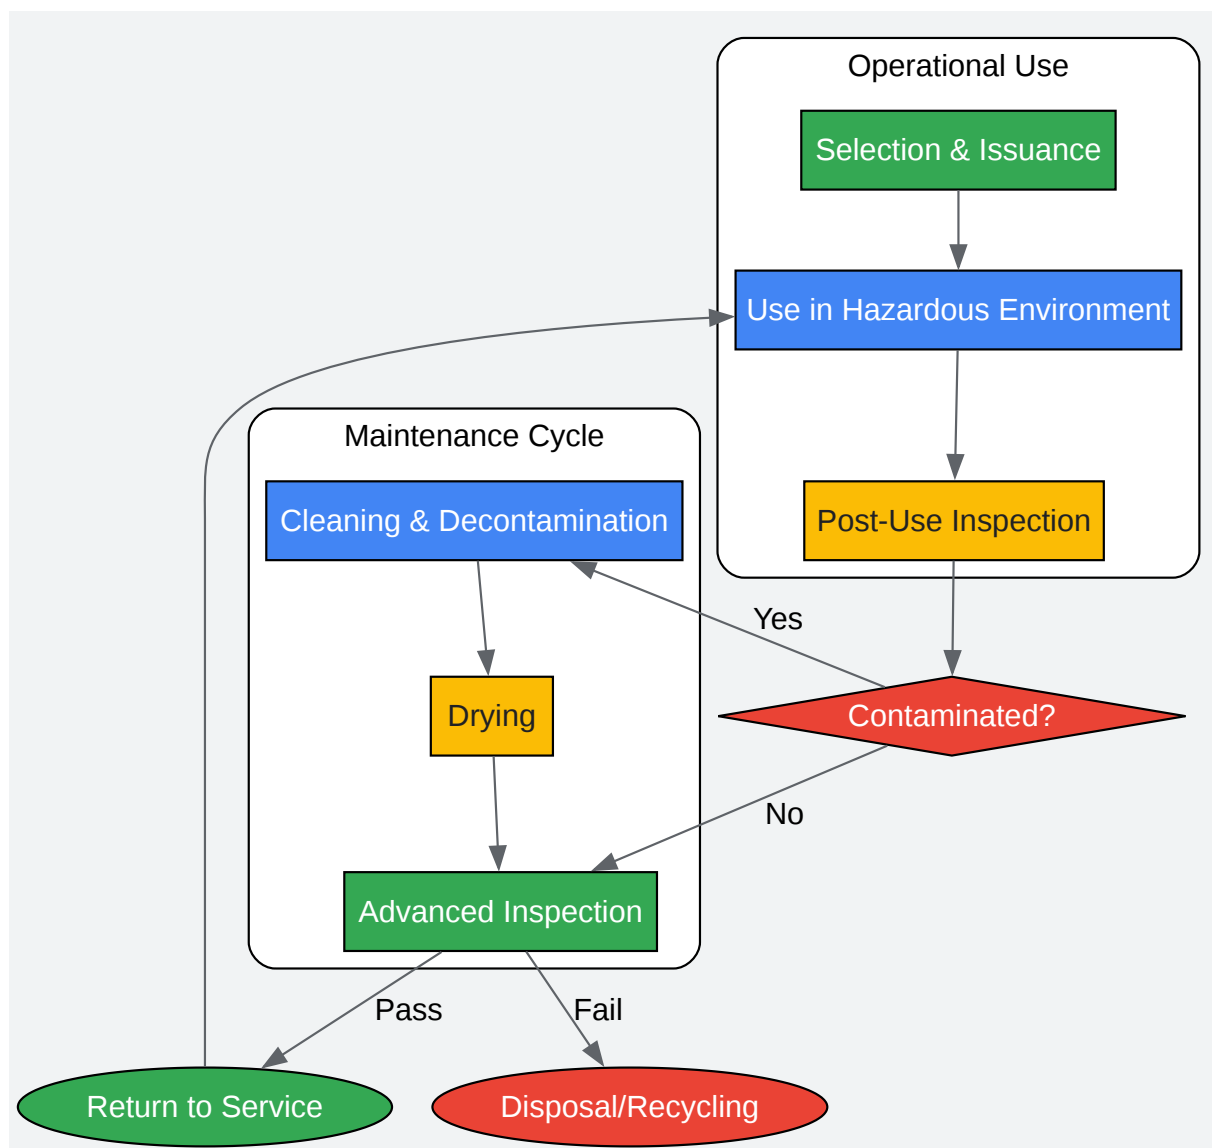 Operational Use
Selection & Issuance
Use in Hazardous Environment
Maintenance Cycle
Cleaning & Decontamination
Post-Use Inspection
Yes
Drying
Contaminated?
No
Advanced Inspection
Pass
Fail
Return to Service
Disposal/Recycling